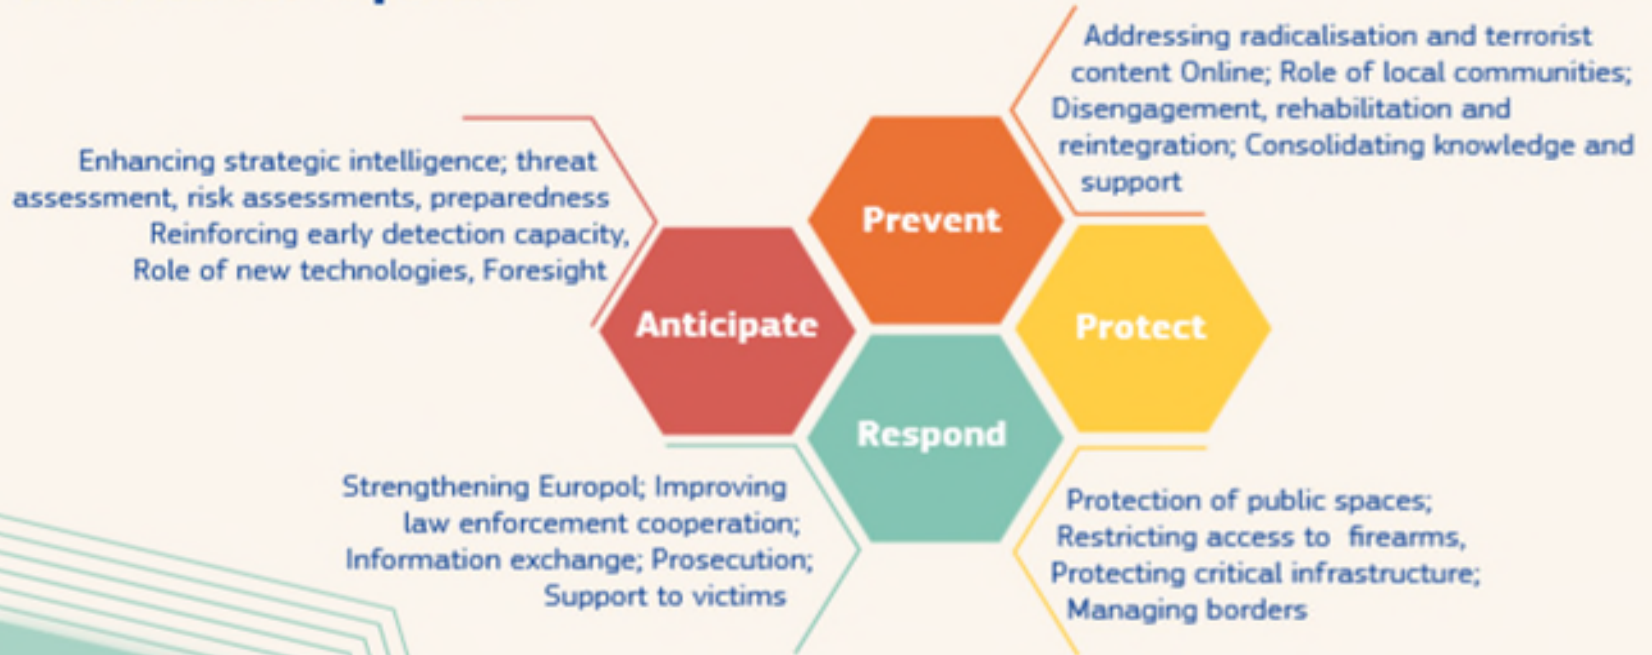 Addressing radicalisation and terrorist
content Online; Role of local communities;
Disengagement, rehabilitation and
reintegration; Consolidating knowledge and
support
Enhancing strategic intelligence; threat
assessment, risk assessments, preparedness
Reinforcing early detection capacity,
Role of new technologies, Foresight
Prevent
Anticipate
Protect
Respond
Strengthening Europol; Improving
law enforcement cooperation;
Information exchange; Prosecution;
Support to victims
Protection of public spaces;
Restricting access to firearms,
Protecting critical infrastructure;
Managing borders